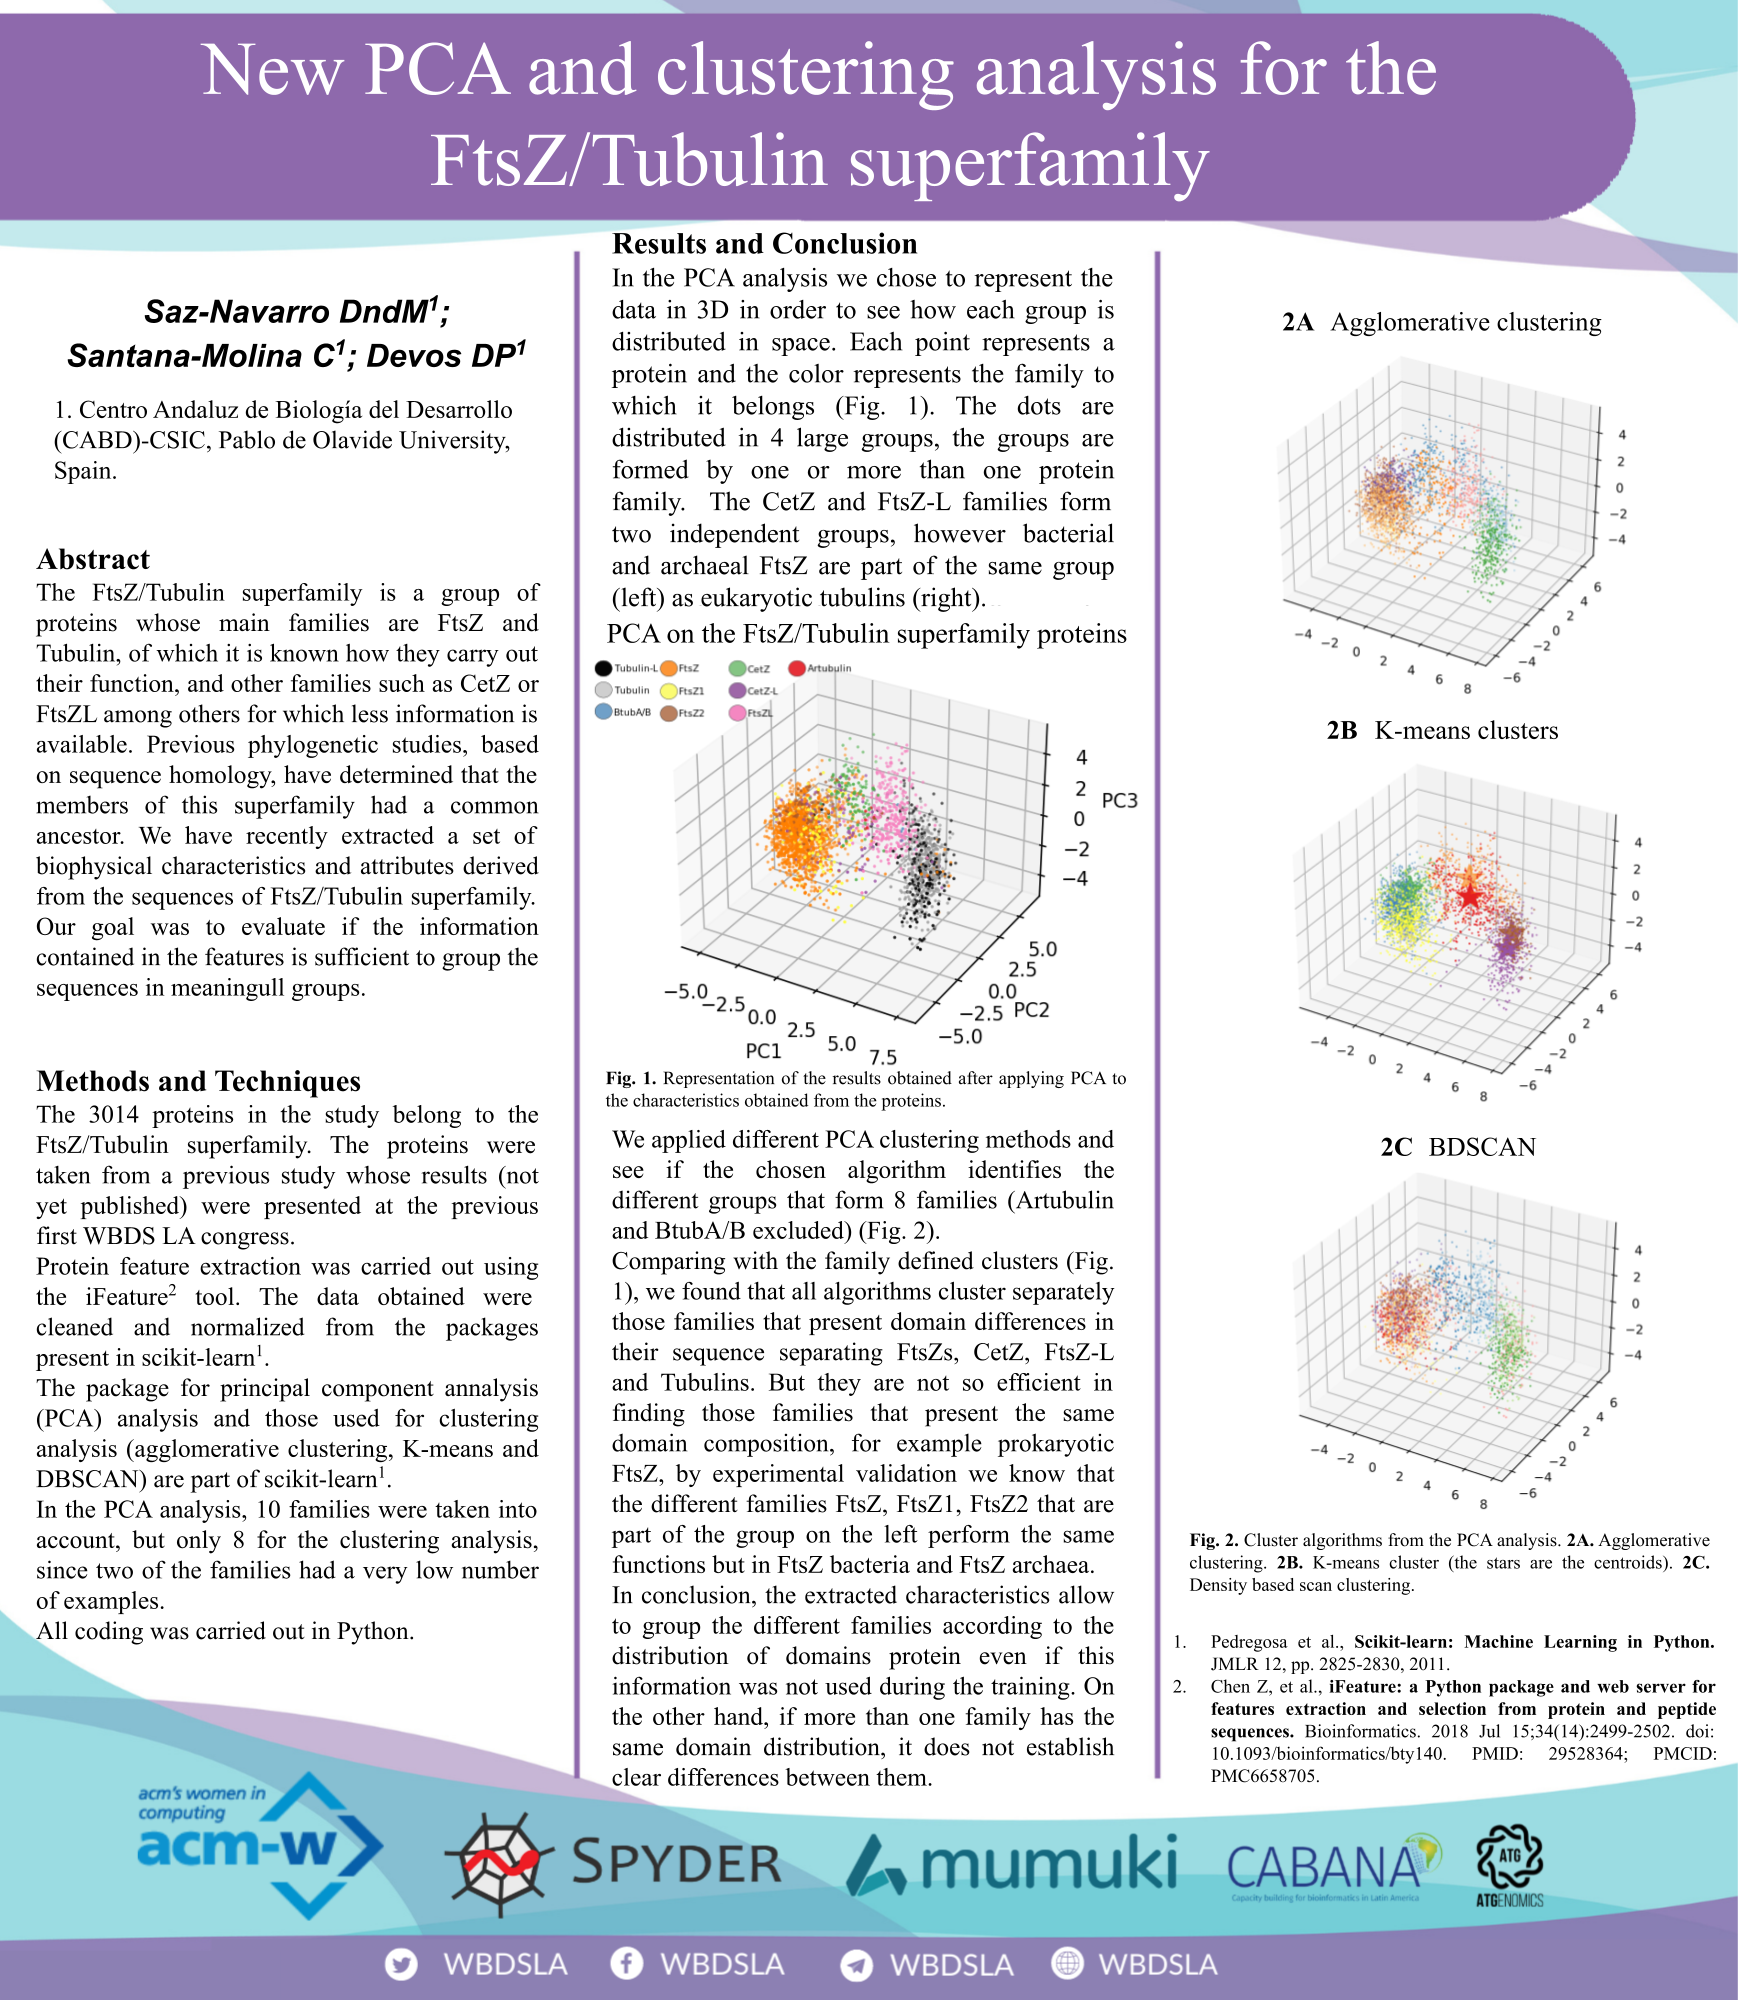 New PCA and clustering analysis for the
FtsZ/Tubulin superfamily
Saz-Navarro DndM1;
Santana-Molina C1; Devos DP1
1. Centro Andaluz de Biología del Desarrollo
(CABD)-CSIC, Pablo de Olavide University,
Spain.
Abstract
The FtsZ/Tubulin superfamily is a group of
proteins whose main families are FtsZ and
Tubulin, of which it is known how they carry out
their function, and other families such as CetZ or
FtsZL among others for which less information is
available. Previous phylogenetic studies, based
on sequence homology, have determined that the
members of this superfamily had a common
ancestor. We have recently extracted a set of
biophysical characteristics and attributes derived
from the sequences of FtsZ/Tubulin superfamily.
Our goal was to evaluate if the information
contained in the features is sufficient to group the
sequences in meaningull groups.
Methods and Techniques
The 3014 proteins in the study belong to the
FtsZ/Tubulin superfamily. The proteins were
taken from a previous study whose results (not
yet published) were presented at the previous
first WBDS LA congress.
Protein feature extraction was carried out using
the iFeature2 tool. The data obtained were
cleaned and normalized from the packages
present in scikit-learn1.
The package for principal component annalysis
(PCA) analysis and those used for clustering
analysis (agglomerative clustering, K-means and
DBSCAN) are part of scikit-learn1.
In the PCA analysis, 10 families were taken into
account, but only 8 for the clustering analysis,
since two of the families had a very low number
of examples.
All coding was carried out in Python.
Results and Conclusion
In the PCA analysis we chose to represent the
data in 3D in order to see how each group is
distributed in space. Each point represents a
protein and the color represents the family to
which it belongs (Fig. 1). The dots are
distributed in 4 large groups, the groups are
formed by one or more than one protein
family. The CetZ and FtsZ-L families form
two independent groups, however bacterial
and archaeal FtsZ are part of the same group
(left) as eukaryotic tubulins (right).
PCA on the FtsZ/Tubulin superfamily proteins
Tubulin-L FtsZ CetZ Artubulin
Tubulin FtsZ1 CetZ-L
BtubA/B FtsZ2 FtsZL
4
2
0
−2
−4
PC3
5.0
2.5
0.0
−2.5
−5.0
PC2
−5.0
−2.5
0.0
2.5
5.0
7.5
PC1
Fig. 1. Representation of the results obtained after applying PCA to
the characteristics obtained from the proteins.
We applied different PCA clustering methods and
see if the chosen algorithm identifies the
different groups that form 8 families (Artubulin
and BtubA/B excluded) (Fig. 2).
Comparing with the family defined clusters (Fig.
1), we found that all algorithms cluster separately
those families that present domain differences in
their sequence separating FtsZs, CetZ, FtsZ-L
and Tubulins. But they are not so efficient in
finding those families that present the same
domain composition, for example prokaryotic
FtsZ, by experimental validation we know that
the different families FtsZ, FtsZ1, FtsZ2 that are
part of the group on the left perform the same
functions but in FtsZ bacteria and FtsZ archaea.
In conclusion, the extracted characteristics allow
to group the different families according to the
distribution of domains protein even if this
information was not used during the training. On
the other hand, if more than one family has the
same domain distribution, it does not establish
clear differences between them.
2A Agglomerative clustering
4
2
0
−2
−4
6
4
2
0
−2
−4
−6
−4
−2
0
2
4
6
8
2B K-means clusters
4
2
0
−2
−4
6
4
2
0
−2
−4
−6
−4
−2
0
2
4
6
8
2C BDSCAN
4
2
0
−2
−4
6
4
2
0
−2
−4
−6
−4
−2
0
2
4
6
8
Fig. 2. Cluster algorithms from the PCA analysis. 2A. Agglomerative
clustering. 2B. K-means cluster (the stars are the centroids). 2C.
Density based scan clustering.
1. Pedregosa et al., Scikit-learn: Machine Learning in Python.
JMLR 12, pp. 2825-2830, 2011.
2. Chen Z, et al., iFeature: a Python package and web server for
features extraction and selection from protein and peptide
sequences. Bioinformatics. 2018 Jul 15;34(14):2499-2502. doi:
10.1093/bioinformatics/bty140. PMID: 29528364; PMCID:
PMC6658705.
acm's women in
computing
acm-w
SPYDER
mumuki
CABANA
Capacity building for bioinformatics in Latin America
ATG
ATGENOMICS
WBDSLA WBDSLA WBDSLA WBDSLA